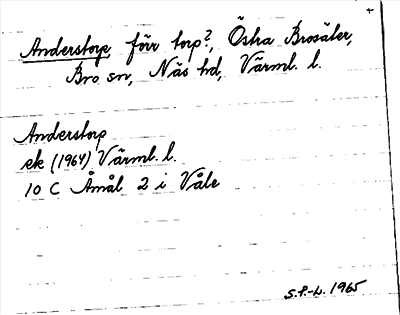 +
Anderstorp, förr torp?, Östra Brosäter,
Bro sn, Näs hd, Värml. l.
Anderstorp
ek (1964) Värml. l.
10 C Åmål 2 i Våle
S.P.-L. 1965